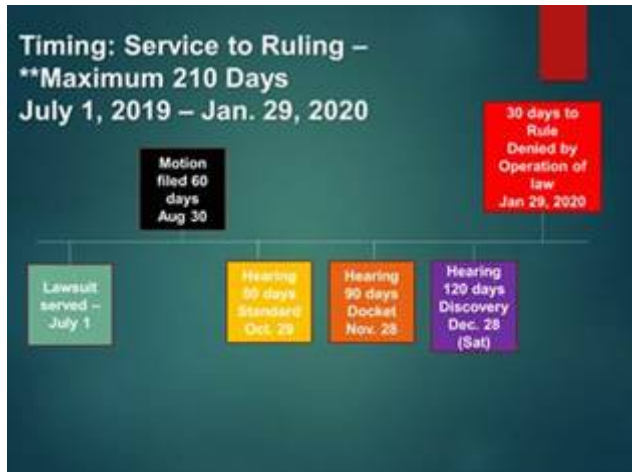 Timing: Service to Ruling –
**Maximum 210 Days
July 1, 2019 – Jan. 29, 2020
30 days to
Rule
Denied by
Operation of
law
Jan 29, 2020
Motion
filed 60
days
Aug 30
Lawsuit
served –
July 1
Hearing
60 days
Standard
Oct. 29
Hearing
90 days
Docket
Nov. 28
Hearing
120 days
Discovery
Dec. 28
(Sat)